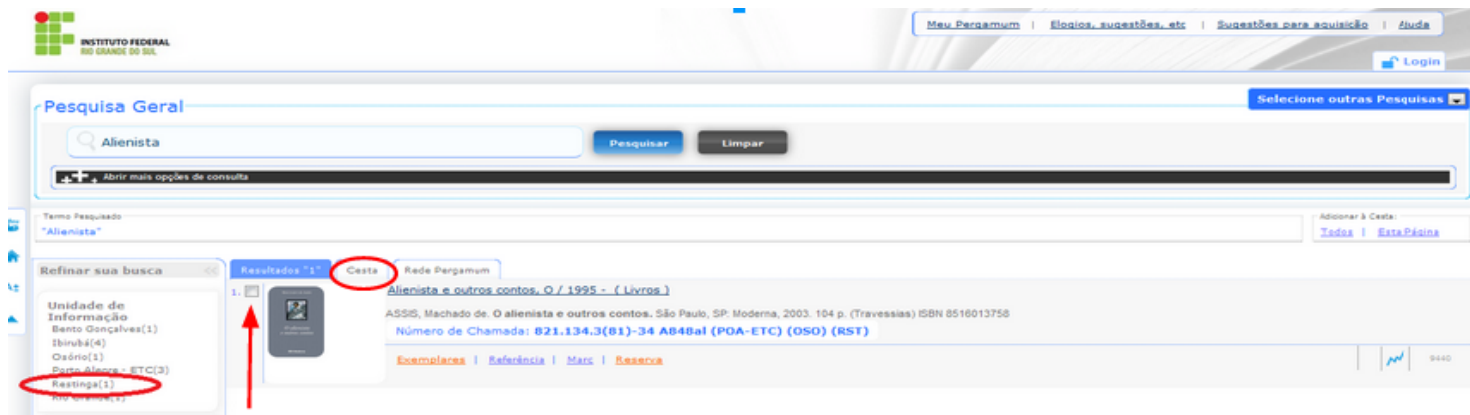 INSTITUTO FEDERAL
RIO GRANDE DO SUL
Meu Pergamum | Elogios, sugestões, etc | Sugestões para aquisição | Ajuda
Login
Pesquisa Geral
Selecione outras Pesquisas
Alienista
Pesquisar
Limpar
Abrir mais opções de consulta
Termo Pesquisado
"Alienista"
Adicionar à Cesta:
Todos | Esta Página
Refinar sua busca
Resultados "1"
Cesta
Rede Pergamum
Unidade de
Informação
Bento Gonçalves(1)
Ibirubá(4)
Osório(1)
Porto Alegre - ETC(3)
Restinga(1)
Rio Grande(1)
1.
Alienista e outros contos, O / 1995 - ( Livros )
ASSIS, Machado de. O alienista e outros contos. São Paulo, SP: Moderna, 2003. 104 p. (Travessias) ISBN 8516013758
Número de Chamada: 821.134.3(81)-34 A848al (POA-ETC) (OSO) (RST)
Exemplares | Referência | Marc | Reserva
9440